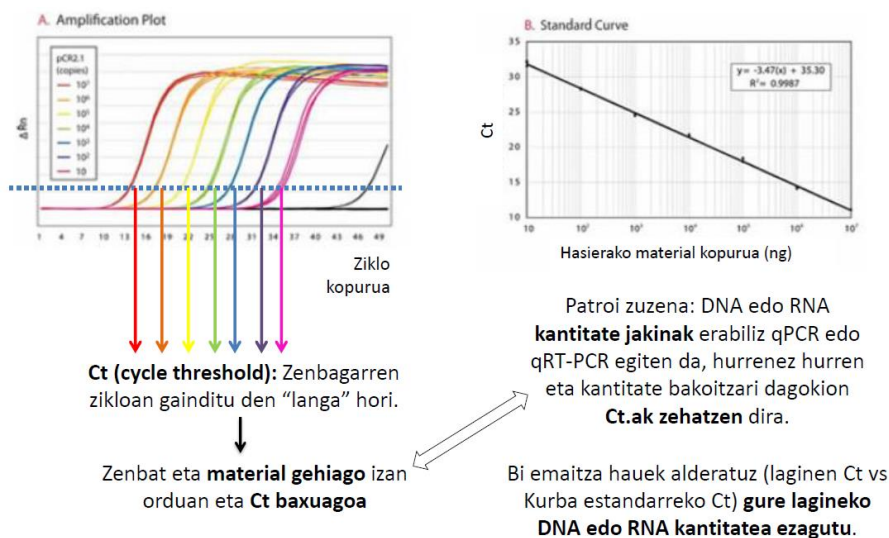 A. Amplification Plot
pCR2.1
(copies)
10⁷
10⁶
10⁵
10⁴
10³
10²
10
Δ Rn
1 4 7 10 13 16 19 22 25 28 31 34 37 40 43 46 49
Ziklo
kopurua
B. Standard Curve
35
30
25
20
15
10
Ct
y= -3.47(x) + 35.30
R²= 0.9987
10 10² 10³ 10⁴ 10⁵ 10⁶ 10⁷
Hasierako material kopurua (ng)
Ct (cycle threshold): Zenbagarren
zikloan gainditu den “langa” hori.
Zenbat eta material gehiago izan
orduan eta Ct baxuagoa
Patroi zuzena: DNA edo RNA
kantitate jakinak erabiliz qPCR edo
qRT-PCR egiten da, hurrenez hurren
eta kantitate bakoitzari dagokion
Ct.ak zehatzen dira.
Bi emaitza hauek alderatuz (laginen Ct vs
Kurba estandarreko Ct) gure lagineko
DNA edo RNA kantitatea ezagutu.